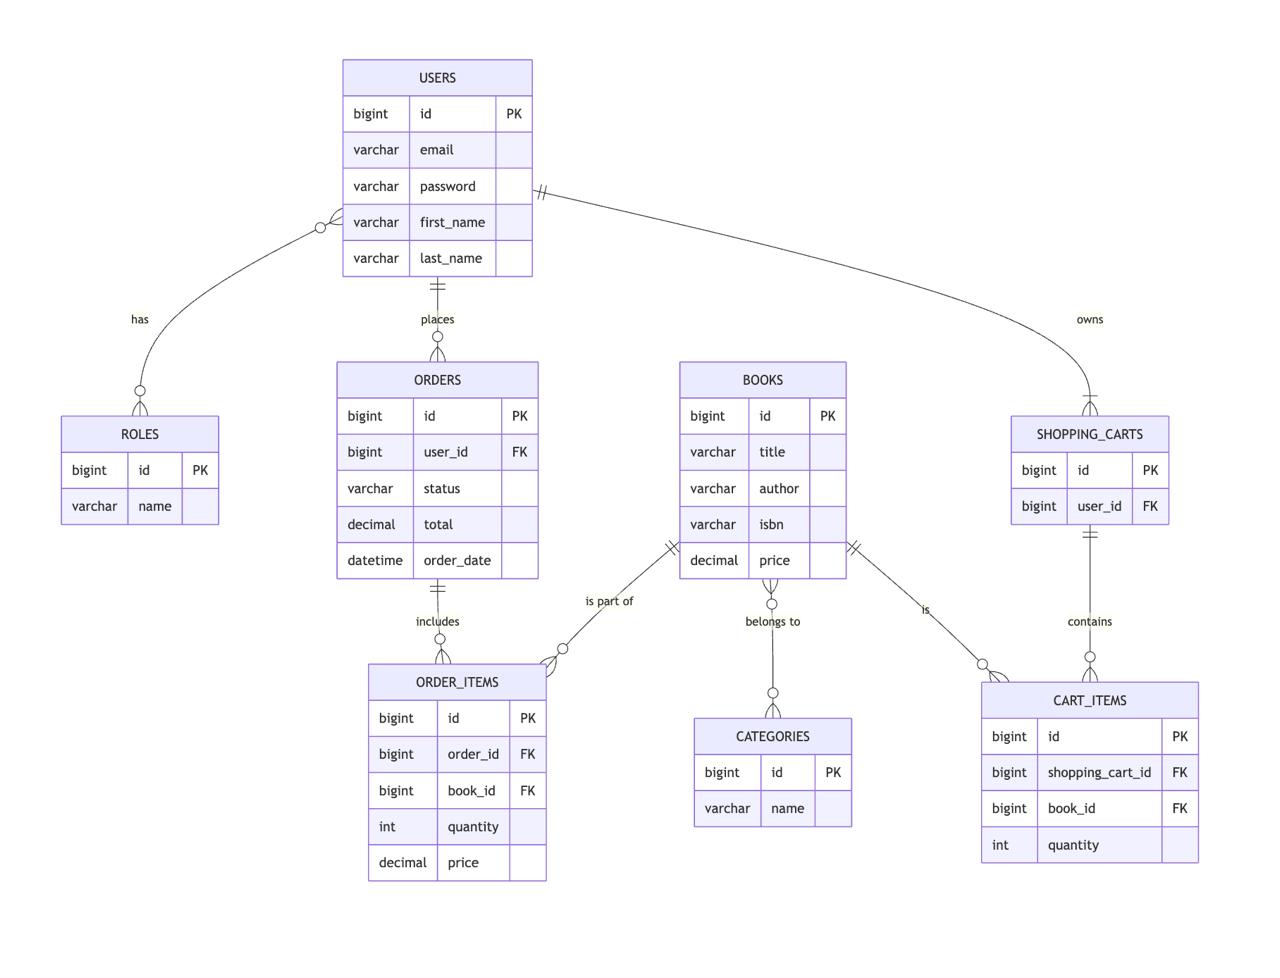 USERS
bigint id PK
varchar email
varchar password
varchar first_name
varchar last_name
has
places
owns
ORDERS
bigint id PK
bigint user_id FK
varchar status
decimal total
datetime order_date
BOOKS
bigint id PK
varchar title
varchar author
varchar isbn
decimal price
ROLES
bigint id PK
varchar name
SHOPPING_CARTS
bigint id PK
bigint user_id FK
includes
is part of
belongs to
is
contains
ORDER_ITEMS
bigint id PK
bigint order_id FK
bigint book_id FK
int quantity
decimal price
CATEGORIES
bigint id PK
varchar name
CART_ITEMS
bigint id PK
bigint shopping_cart_id FK
bigint book_id FK
int quantity